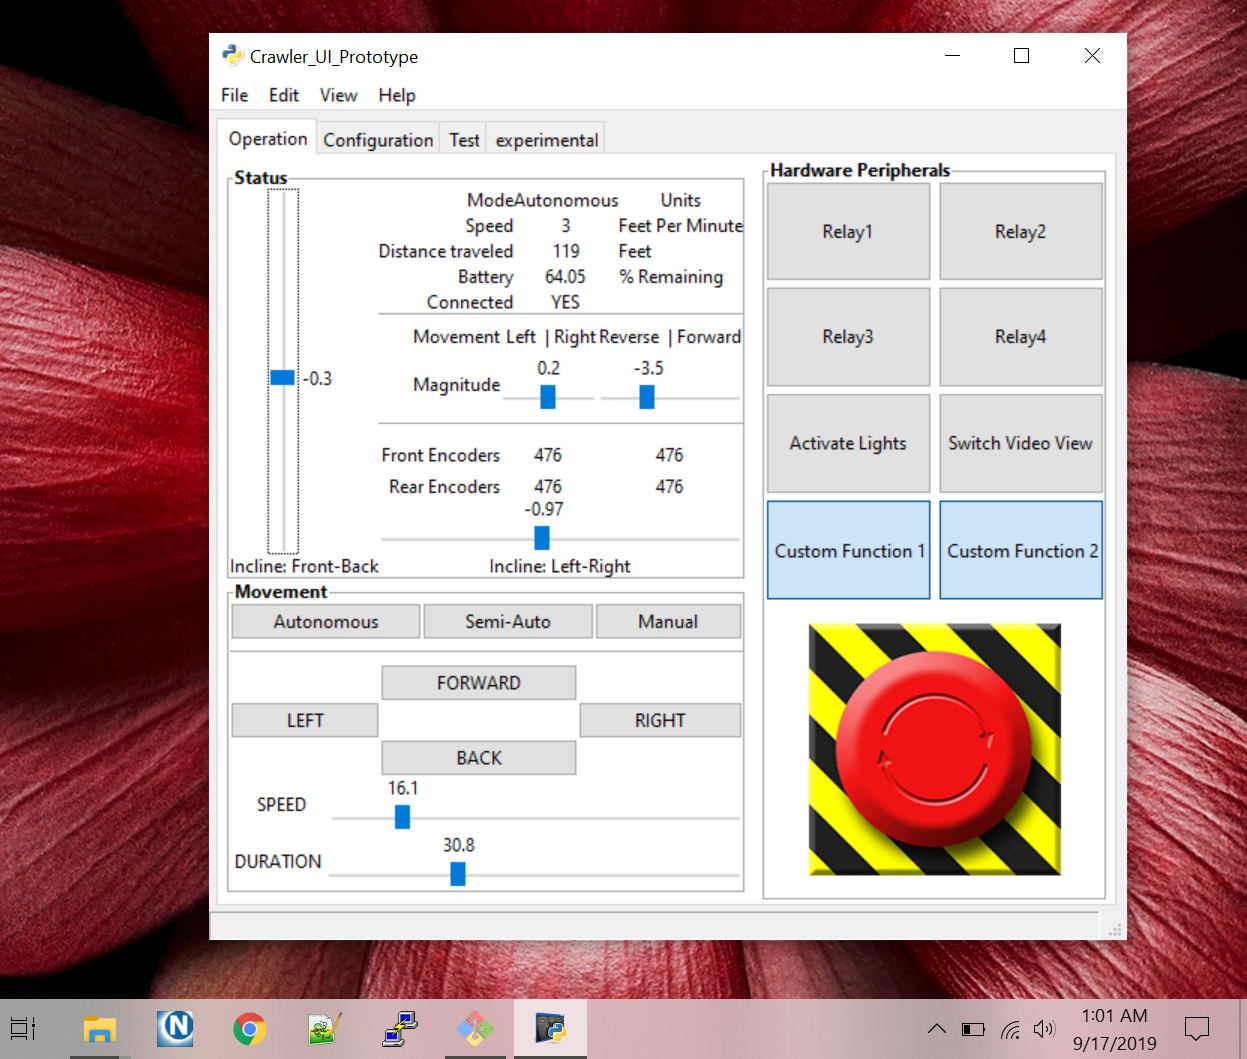 Crawler_UI_Prototype
File Edit View Help
Operation Configuration Test experimental
Status
Mode Autonomous Units
Speed 3 Feet Per Minute
Distance traveled 119 Feet
Battery 64.05 % Remaining
Connected YES
Movement Left | Right Reverse | Forward
0.2 -3.5
Magnitude
-0.3
Front Encoders 476 476
Rear Encoders 476 476
-0.97
Incline: Front-Back Incline: Left-Right
Movement
Autonomous Semi-Auto Manual
FORWARD
LEFT RIGHT
BACK
16.1
SPEED
30.8
DURATION
Hardware Peripherals
Relay1 Relay2
Relay3 Relay4
Activate Lights Switch Video View
Custom Function 1 Custom Function 2
N
1:01 AM
9/17/2019